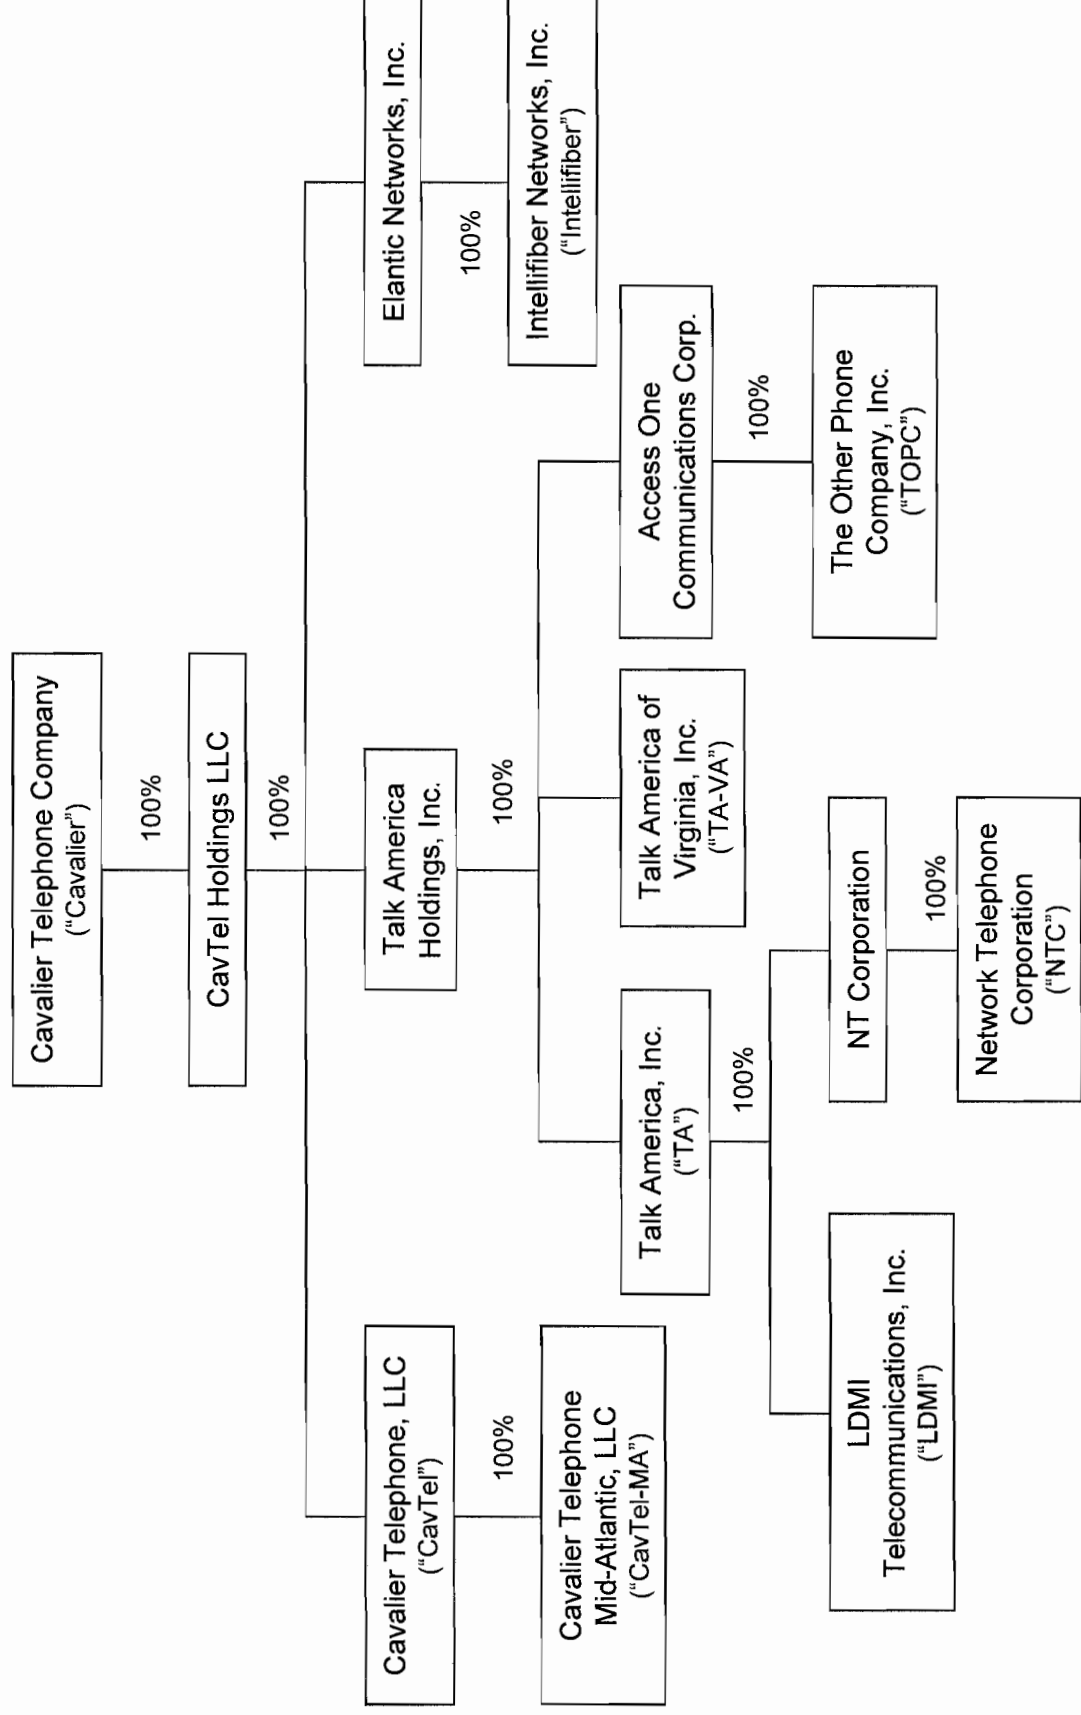 Cavalier Telephone Company
(“Cavalier”)
100%
CavTel Holdings LLC
100%
Cavalier Telephone, LLC
(“CavTel”)
Talk America
Holdings, Inc.
Elantic Networks, Inc.
100%
100%
100%
Cavalier Telephone
Mid-Atlantic, LLC
(“CavTel-MA”)
Intellifiber Networks, Inc.
(“Intellifiber”)
Talk America, Inc.
(“TA”)
Talk America of
Virginia, Inc.
(“TA-VA”)
Access One
Communications Corp.
100%
100%
LDMI
Telecommunications, Inc.
(“LDMI”)
NT Corporation
The Other Phone
Company, Inc.
(“TOPC”)
100%
Network Telephone
Corporation
(“NTC”)